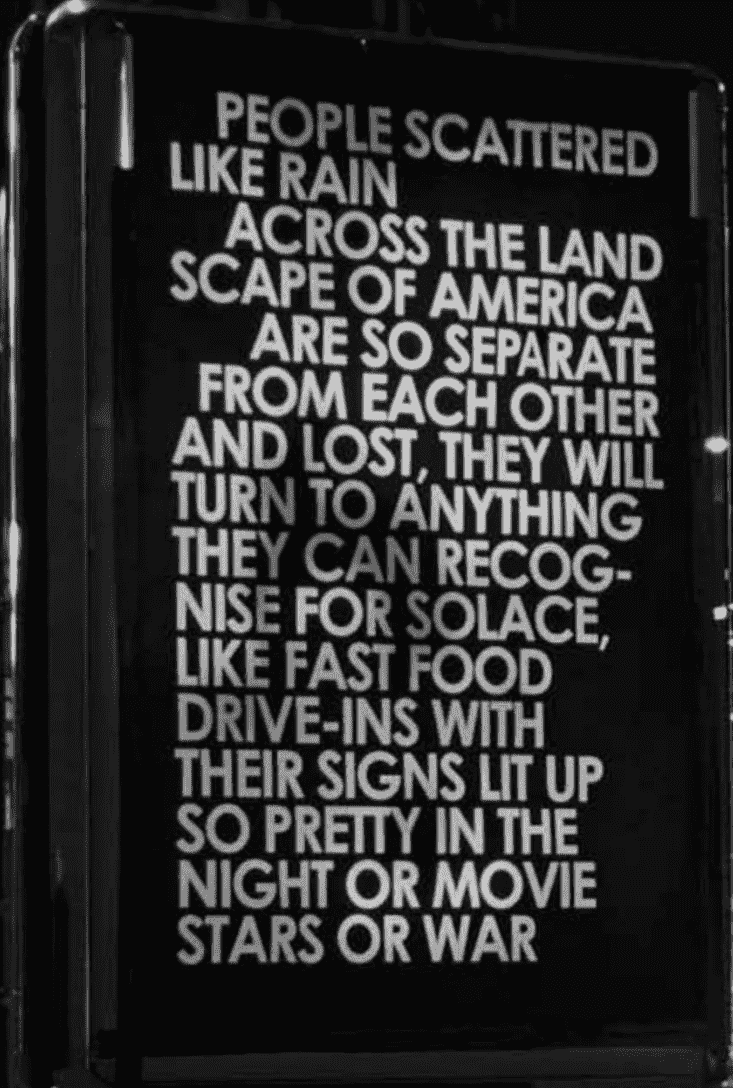 PEOPLE SCATTERED
LIKE RAIN
ACROSS THE LAND
SCAPE OF AMERICA
ARE SO SEPARATE
FROM EACH OTHER
AND LOST, THEY WILL
TURN TO ANYTHING
THEY CAN RECOG-
NISE FOR SOLACE,
LIKE FAST FOOD
DRIVE-INS WITH
THEIR SIGNS LIT UP
SO PRETTY IN THE
NIGHT OR MOVIE
STARS OR WAR